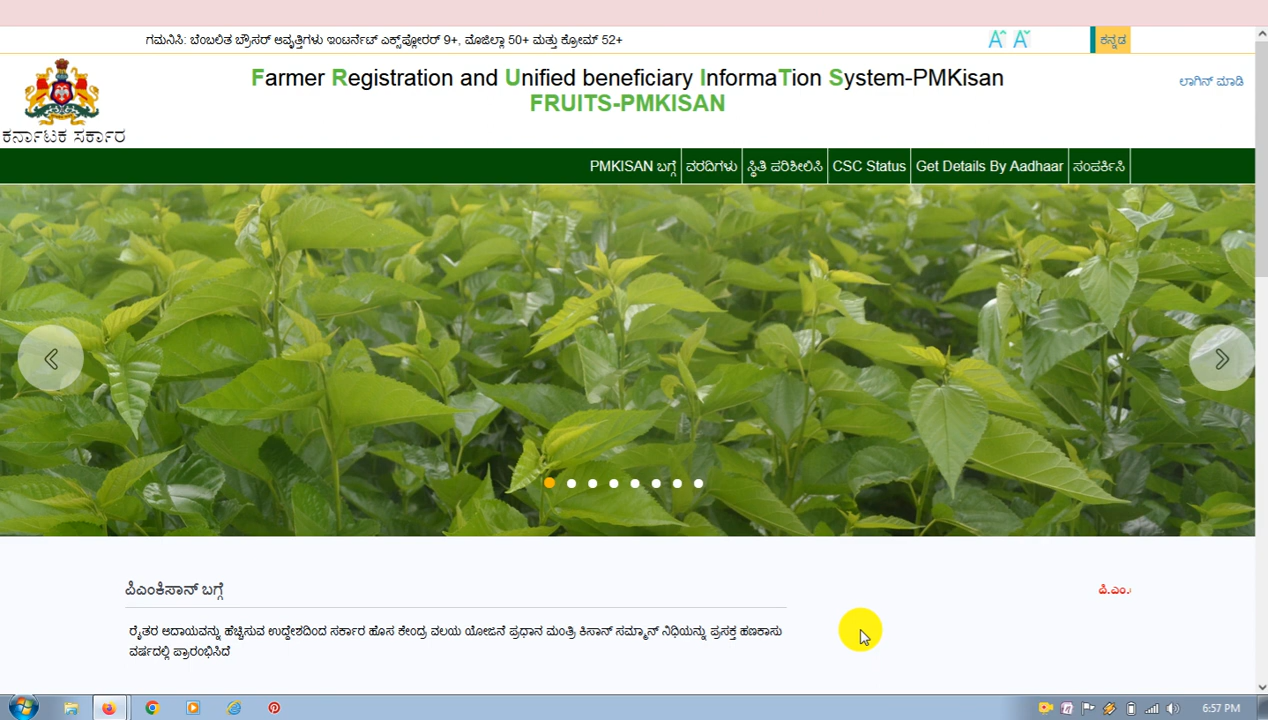 ಗಮನಿಸಿ: ಬೆಂಬಲಿತ ಬ್ರೌಸರ್ ಆವೃತ್ತಿಗಳು ಇಂಟರ್ನೆಟ್ ಎಕ್ಸ್‌ಪ್ಲೋರರ್ 9+, ಮೊಜಿಲ್ಲಾ 50+ ಮತ್ತು ಕ್ರೋಮ್ 52+
A A
ಕನ್ನಡ
Farmer Registration and Unified beneficiary InformaTion System-PMKisan
FRUITS-PMKISAN
ಲಾಗಿನ್ ಮಾಡಿ
ಕರ್ನಾಟಕ ಸರ್ಕಾರ
PMKISAN ಬಗ್ಗೆ ವರದಿಗಳು ಸ್ಥಿತಿ ಪರಿಶೀಲಿಸಿ CSC Status Get Details By Aadhaar ಸಂಪರ್ಕಿಸಿ
ಪಿಎಂಕಿಸಾನ್ ಬಗ್ಗೆ
ಪಿ.ಎಂ.
ರೈತರ ಆದಾಯವನ್ನು ಹೆಚ್ಚಿಸುವ ಉದ್ದೇಶದಿಂದ ಸರ್ಕಾರ ಹೊಸ ಕೇಂದ್ರ ವಲಯ ಯೋಜನೆ ಪ್ರಧಾನ ಮಂತ್ರಿ ಕಿಸಾನ್ ಸಮ್ಮಾನ್ ನಿಧಿಯನ್ನು ಪ್ರಸಕ್ತ ಹಣಕಾಸು
ವರ್ಷದಲ್ಲಿ ಪ್ರಾರಂಭಿಸಿದೆ
6:57 PM